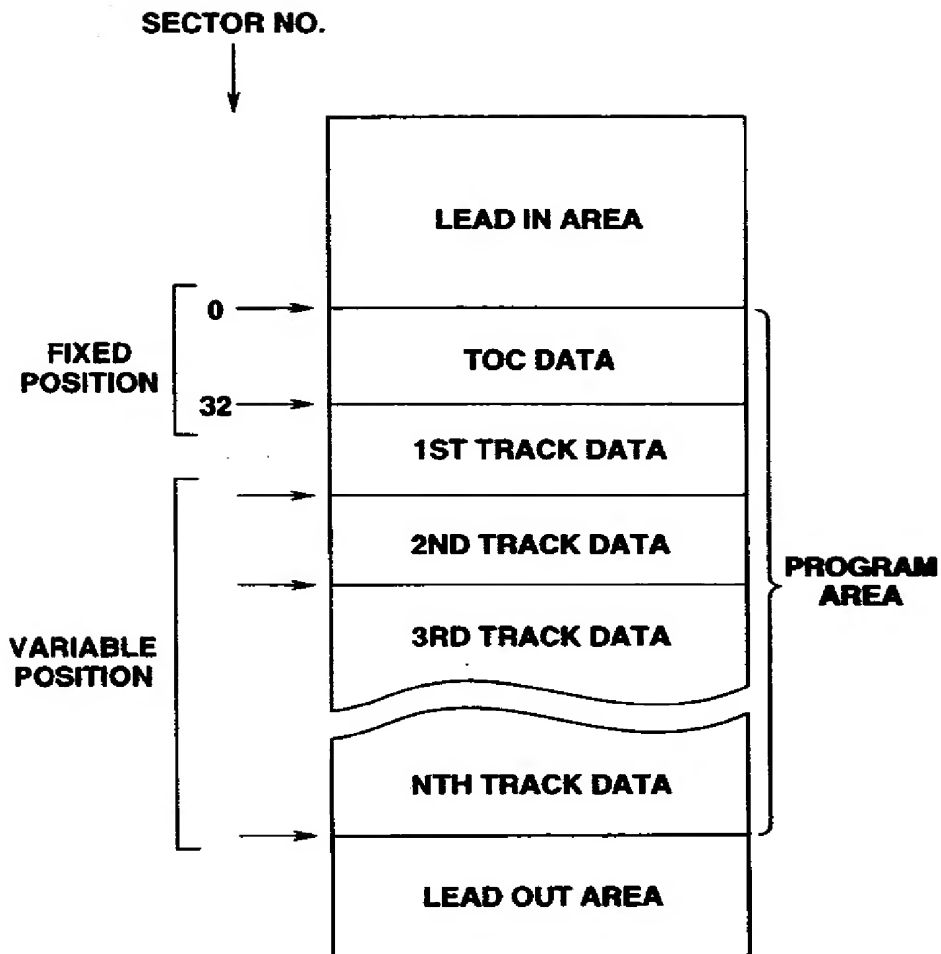 SECTOR NO.
LEAD IN AREA
0
FIXED
POSITION
TOC DATA
32
1ST TRACK DATA
2ND TRACK DATA
PROGRAM
AREA
3RD TRACK DATA
VARIABLE
POSITION
NTH TRACK DATA
LEAD OUT AREA